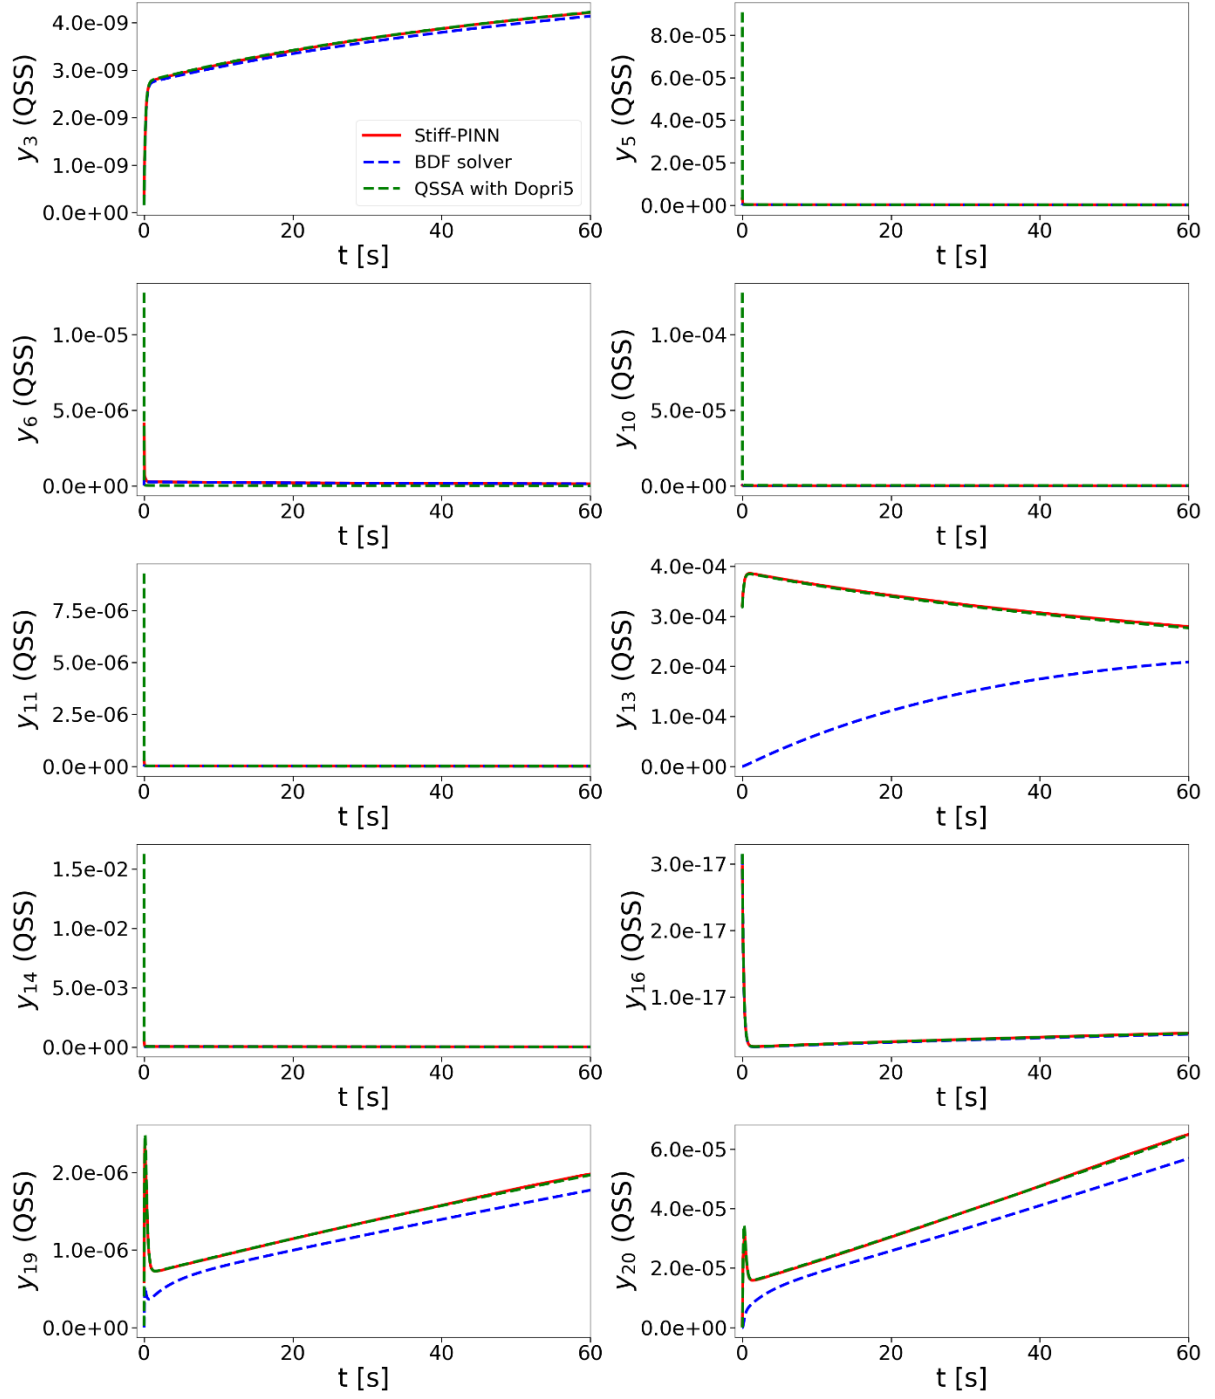 4.0e-09
3.0e-09
2.0e-09
1.0e-09
0.0e+00
y3 (QSS)
Stiff-PINN
BDF solver
QSSA with Dopri5
0 20 40 60
t [s]
8.0e-05
6.0e-05
4.0e-05
2.0e-05
0.0e+00
y5 (QSS)
0 20 40 60
t [s]
1.0e-05
5.0e-06
0.0e+00
y6 (QSS)
0 20 40 60
t [s]
1.0e-04
5.0e-05
0.0e+00
y10 (QSS)
0 20 40 60
t [s]
7.5e-06
5.0e-06
2.5e-06
0.0e+00
y11 (QSS)
0 20 40 60
t [s]
4.0e-04
3.0e-04
2.0e-04
1.0e-04
0.0e+00
y13 (QSS)
0 20 40 60
t [s]
1.5e-02
1.0e-02
5.0e-03
0.0e+00
y14 (QSS)
0 20 40 60
t [s]
3.0e-17
2.0e-17
1.0e-17
y16 (QSS)
0 20 40 60
t [s]
2.0e-06
1.0e-06
0.0e+00
y19 (QSS)
0 20 40 60
t [s]
6.0e-05
4.0e-05
2.0e-05
0.0e+00
y20 (QSS)
0 20 40 60
t [s]